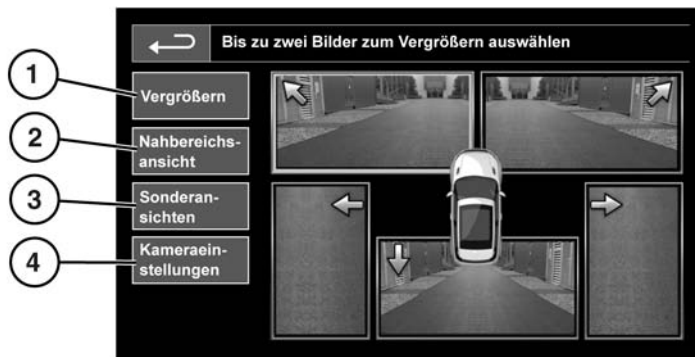 Bis zu zwei Bilder zum Vergrößern auswählen
1
Vergrößern
2
Nahbereichs-
ansicht
3
Sonderan-
sichten
4
Kameraein-
stellungen